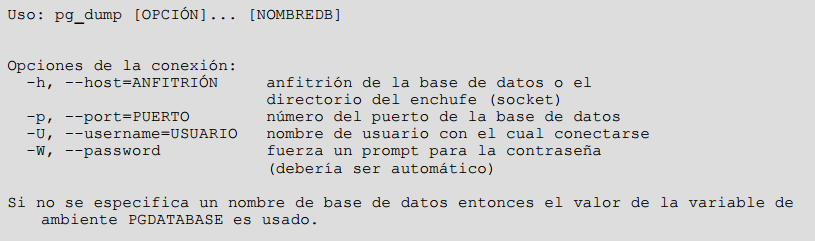 Uso: pg_dump [OPCIÓN]... [NOMBREDB]
Opciones de la conexión:
-h, --host=ANFITRIÓN anfitrión de la base de datos o el
directorio del enchufe (socket)
-p, --port=PUERTO número del puerto de la base de datos
-U, --username=USUARIO nombre de usuario con el cual conectarse
-W, --password fuerza un prompt para la contraseña
(debería ser automático)
Si no se especifica un nombre de base de datos entonces el valor de la variable de
ambiente PGDATABASE es usado.